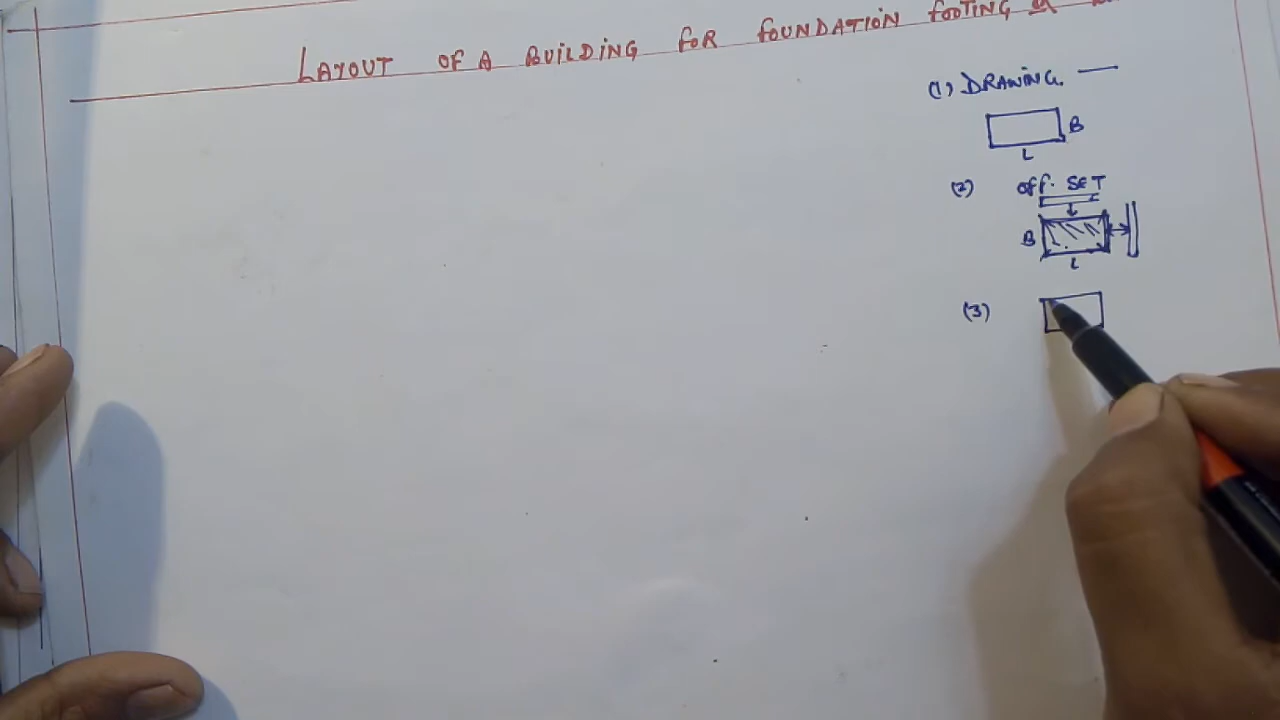 LAYOUT OF A BUILDING FOR FOUNDATION FOOTING
(1) DRAWING. —
B
L
(2) Off. SET
B
L
(3)